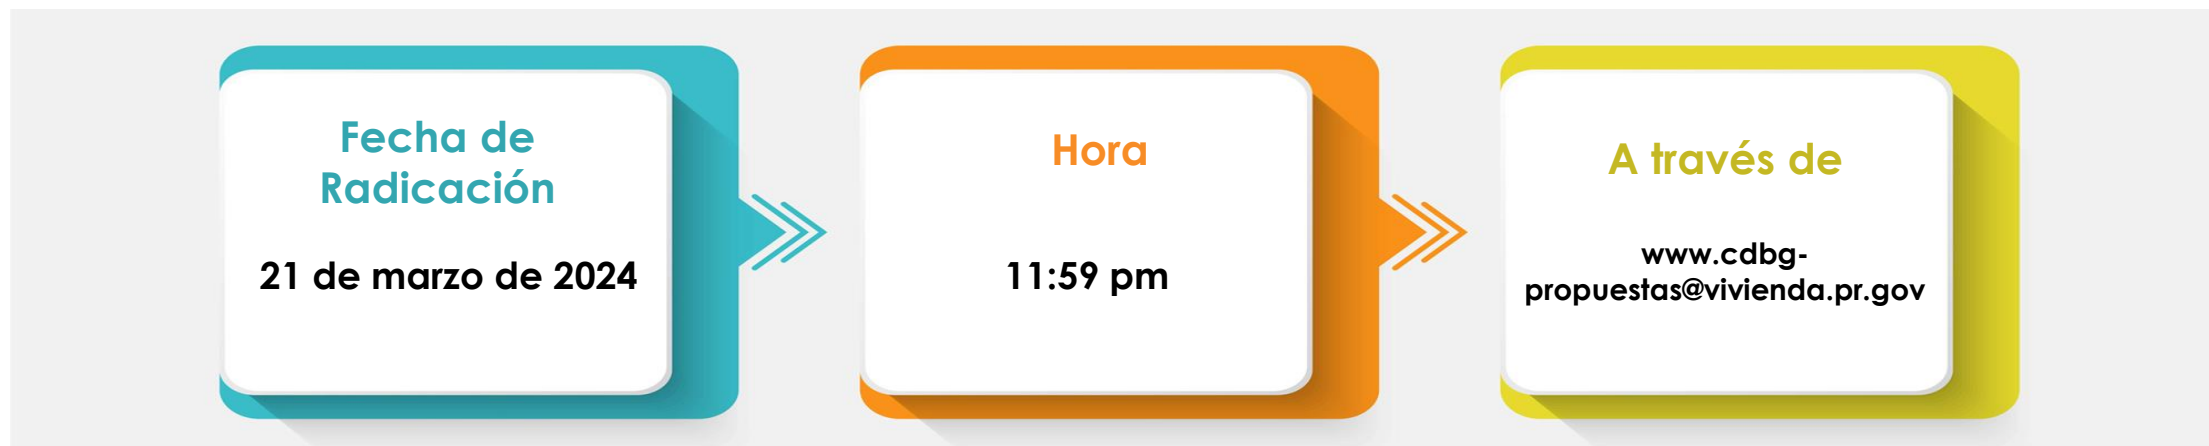 Fecha de
Radicación
21 de marzo de 2024
Hora
11:59 pm
A través de
www.cdbg-
propuestas@vivienda.pr.gov